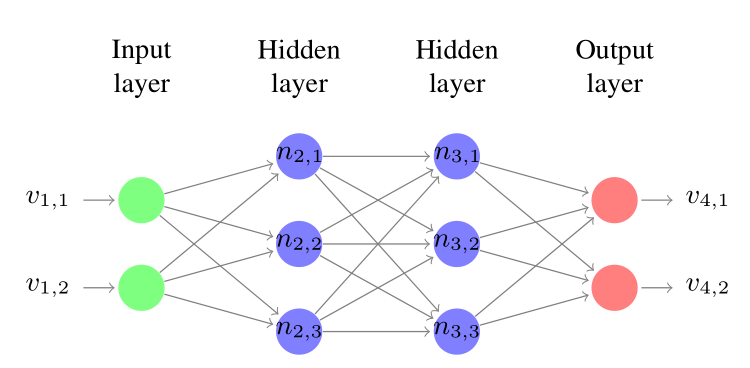 Input
layer
Hidden
layer
Hidden
layer
Output
layer
n2,1
n3,1
v1,1
v4,1
n2,2
n3,2
v1,2
v4,2
n2,3
n3,3